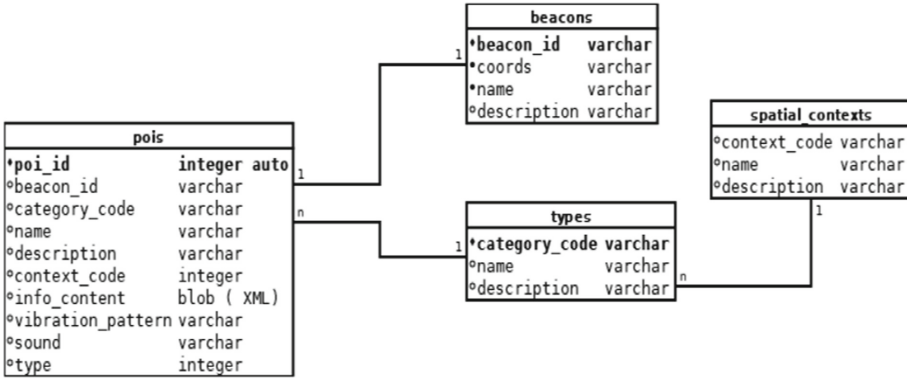 beacons
beacon_id varchar
coords varchar
name varchar
description varchar
1
spatial_contexts
context_code varchar
name varchar
description varchar
1
pois
poi_id integer auto
beacon_id varchar
category_code varchar
name varchar
description varchar
context_code integer
info_content blob ( XML)
vibration_pattern varchar
sound varchar
type integer
1
n
types
category_code varchar
name varchar
description varchar
1
n